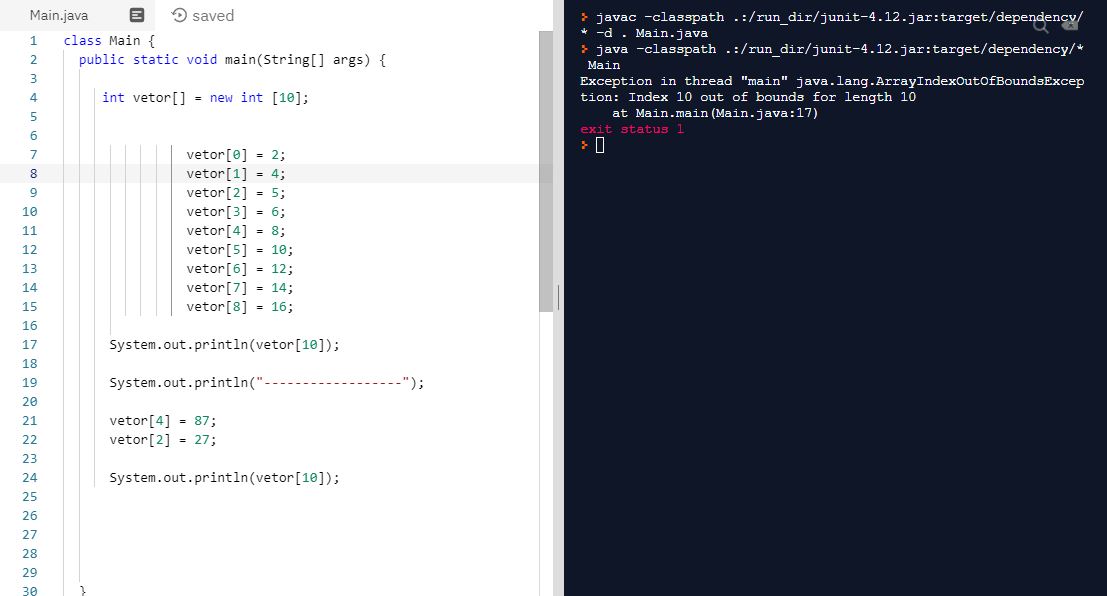 Main.java saved
1 class Main {
2 public static void main(String[] args) {
3
4 int vetor[] = new int [10];
5
6
7 vetor[0] = 2;
8 vetor[1] = 4;
9 vetor[2] = 5;
10 vetor[3] = 6;
11 vetor[4] = 8;
12 vetor[5] = 10;
13 vetor[6] = 12;
14 vetor[7] = 14;
15 vetor[8] = 16;
16
17 System.out.println(vetor[10]);
18
19 System.out.println("------------------");
20
21 vetor[4] = 87;
22 vetor[2] = 27;
23
24 System.out.println(vetor[10]);
25
26
27
28
29
30 }
> javac -classpath .:/run_dir/junit-4.12.jar:target/dependency/
* -d . Main.java
> java -classpath .:/run_dir/junit-4.12.jar:target/dependency/*
Main
Exception in thread "main" java.lang.ArrayIndexOutOfBoundsExcep
tion: Index 10 out of bounds for length 10
at Main.main(Main.java:17)
exit status 1
>